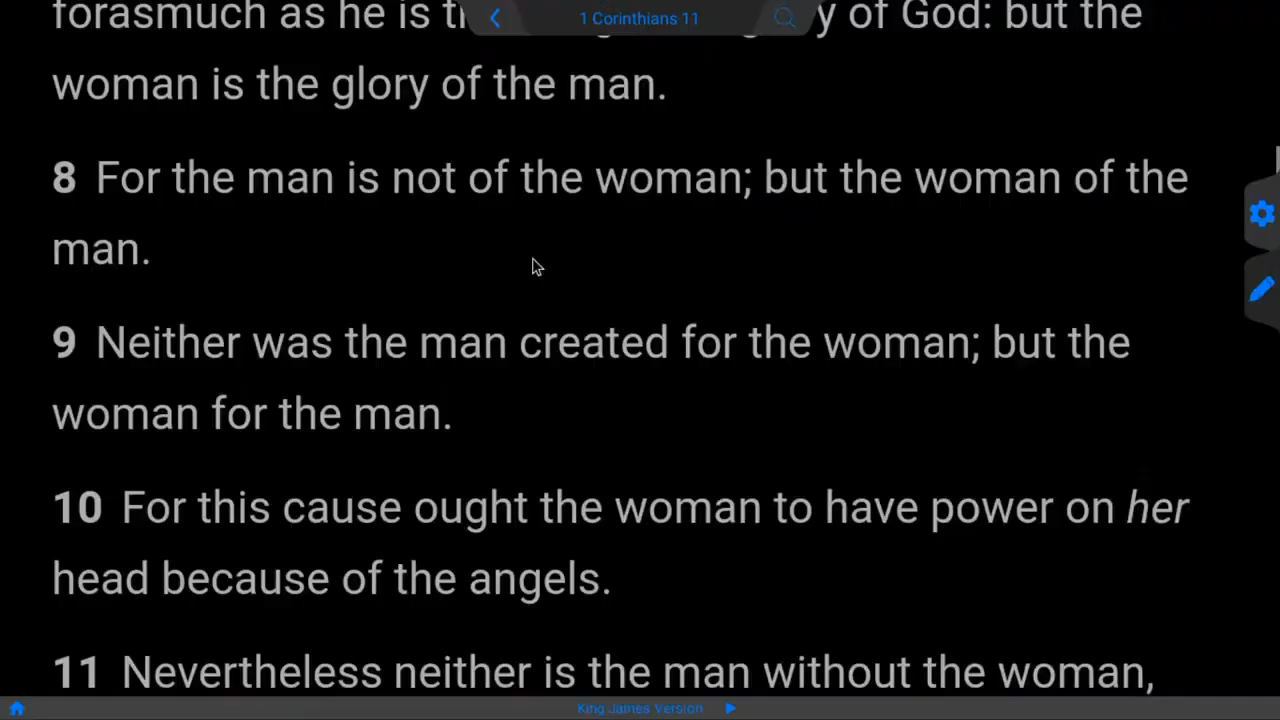 1 Corinthians 11
forasmuch as he is of God: but the
woman is the glory of the man.
8 For the man is not of the woman; but the woman of the
man.
9 Neither was the man created for the woman; but the
woman for the man.
10 For this cause ought the woman to have power on her
head because of the angels.
11 Nevertheless neither is the man without the woman,
King James Version